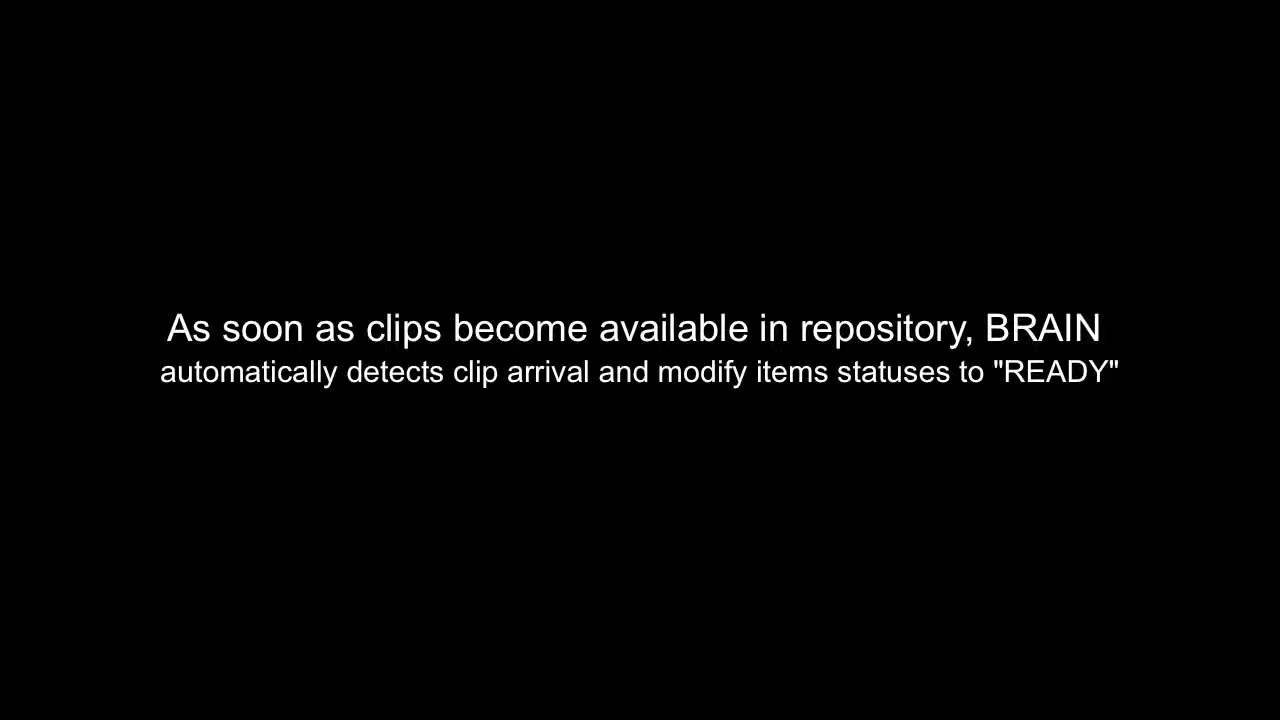 As soon as clips become available in repository, BRAIN
automatically detects clip arrival and modify items statuses to "READY"